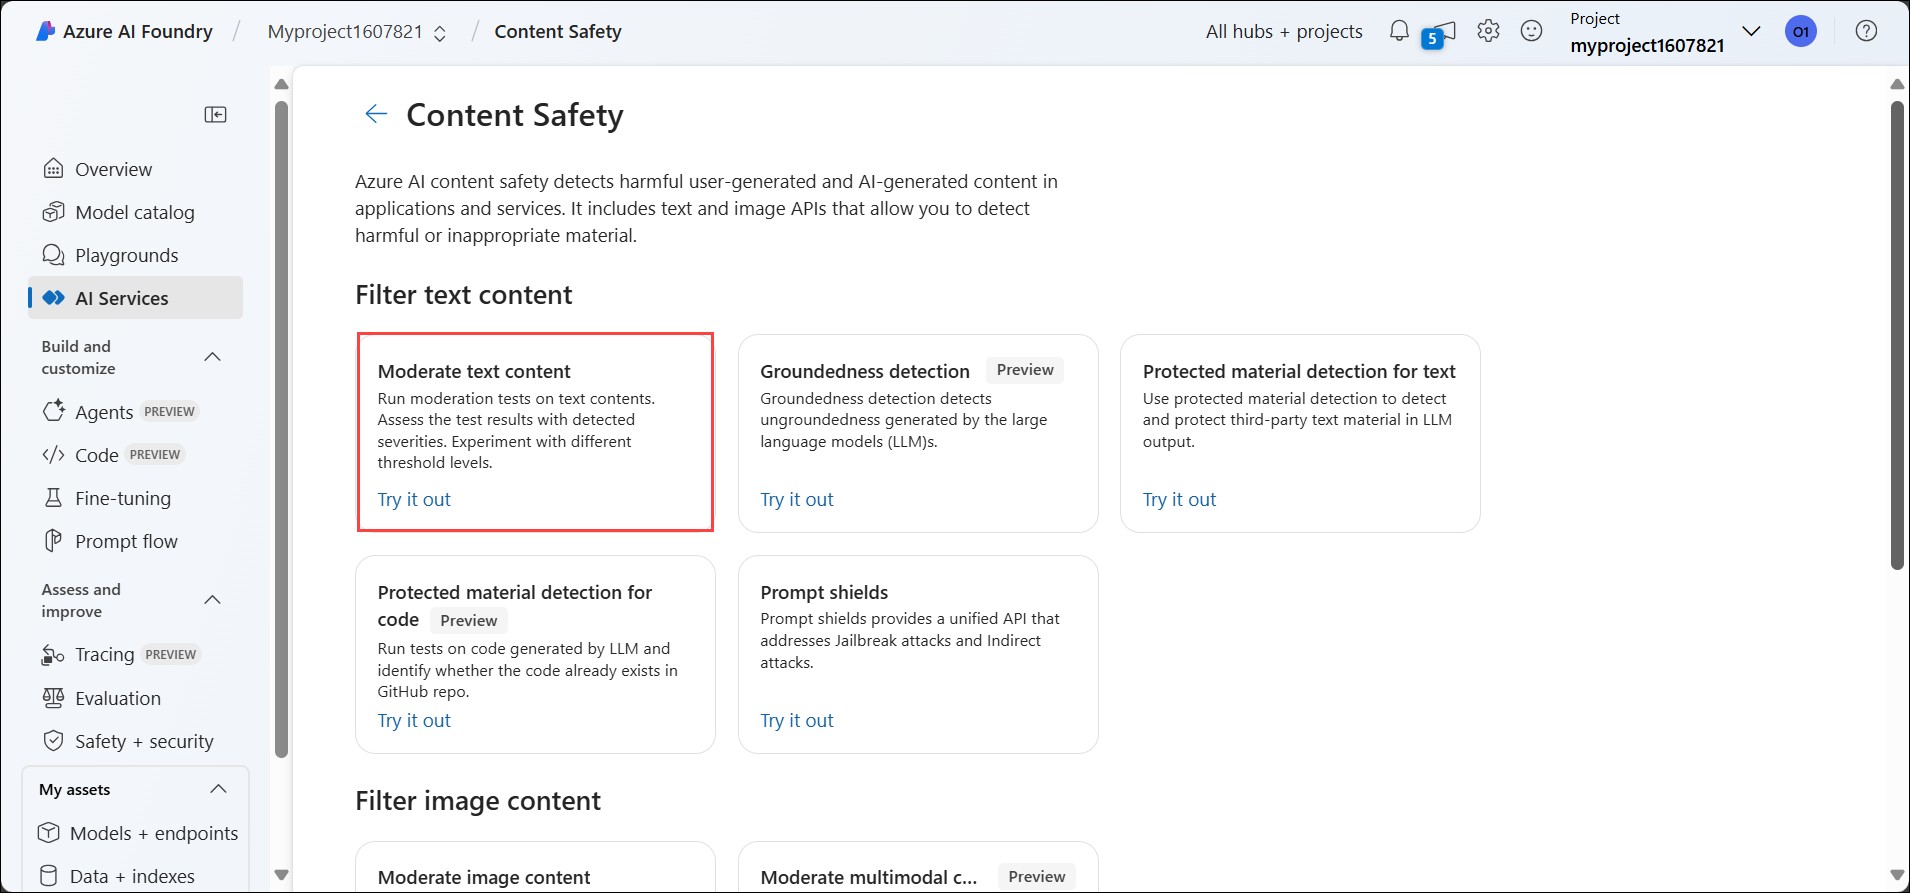 Azure AI Foundry / Myproject1607821 / Content Safety
All hubs + projects
5
Project
myproject1607821
O1
Overview
Model catalog
Playgrounds
AI Services
Build and
customize
Agents PREVIEW
Code PREVIEW
Fine-tuning
Prompt flow
Assess and
improve
Tracing PREVIEW
Evaluation
Safety + security
My assets
Models + endpoints
Data + indexes
Content Safety
Azure AI content safety detects harmful user-generated and AI-generated content in
applications and services. It includes text and image APIs that allow you to detect
harmful or inappropriate material.
Filter text content
Moderate text content
Run moderation tests on text contents.
Assess the test results with detected
severities. Experiment with different
threshold levels.
Try it out
Groundedness detection Preview
Groundedness detection detects
ungroundedness generated by the large
language models (LLM)s.
Try it out
Protected material detection for text
Use protected material detection to detect
and protect third-party text material in LLM
output.
Try it out
Protected material detection for
code Preview
Run tests on code generated by LLM and
identify whether the code already exists in
GitHub repo.
Try it out
Prompt shields
Prompt shields provides a unified API that
addresses Jailbreak attacks and Indirect
attacks.
Try it out
Filter image content
Moderate image content
Moderate multimodal c... Preview